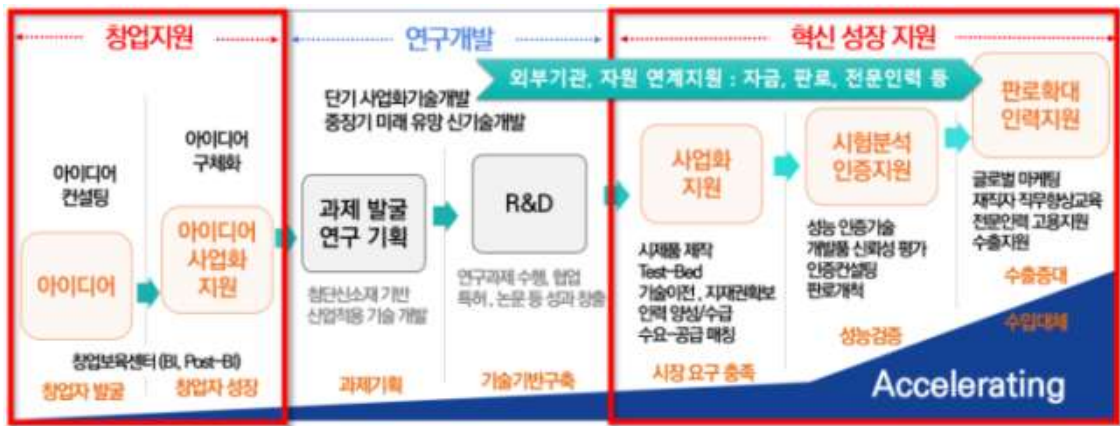 창업지원
연구개발
혁신 성장 지원
외부기관, 자원 연계지원 : 자금, 판로, 전문인력 등
아이디어
컨설팅
아이디어
창업자 발굴
아이디어
구체화
아이디어
사업화
지원
창업보육센터 (BI, Post-BI)
창업자 성장
단기 사업화기술개발
중장기 미래 유망 신기술개발
과제 발굴
연구 기획
첨단신소재 기반
산업적용 기술 개발
과제기획
R&D
연구과제 수행, 협업
특허, 논문 등 성과 창출
기술기반구축
사업화
지원
시제품 제작
Test-Bed
기술이전, 지재권확보
인력 양성/수급
수요-공급 매칭
시장 요구 충족
시험분석
인증지원
성능 인증기술
개발품 신뢰성 평가
인증컨설팅
판로개척
성능검증
판로확대
인력지원
글로벌 마케팅
재직자 직무향상교육
전문인력 고용지원
수출지원
수출증대
수입대체
Accelerating